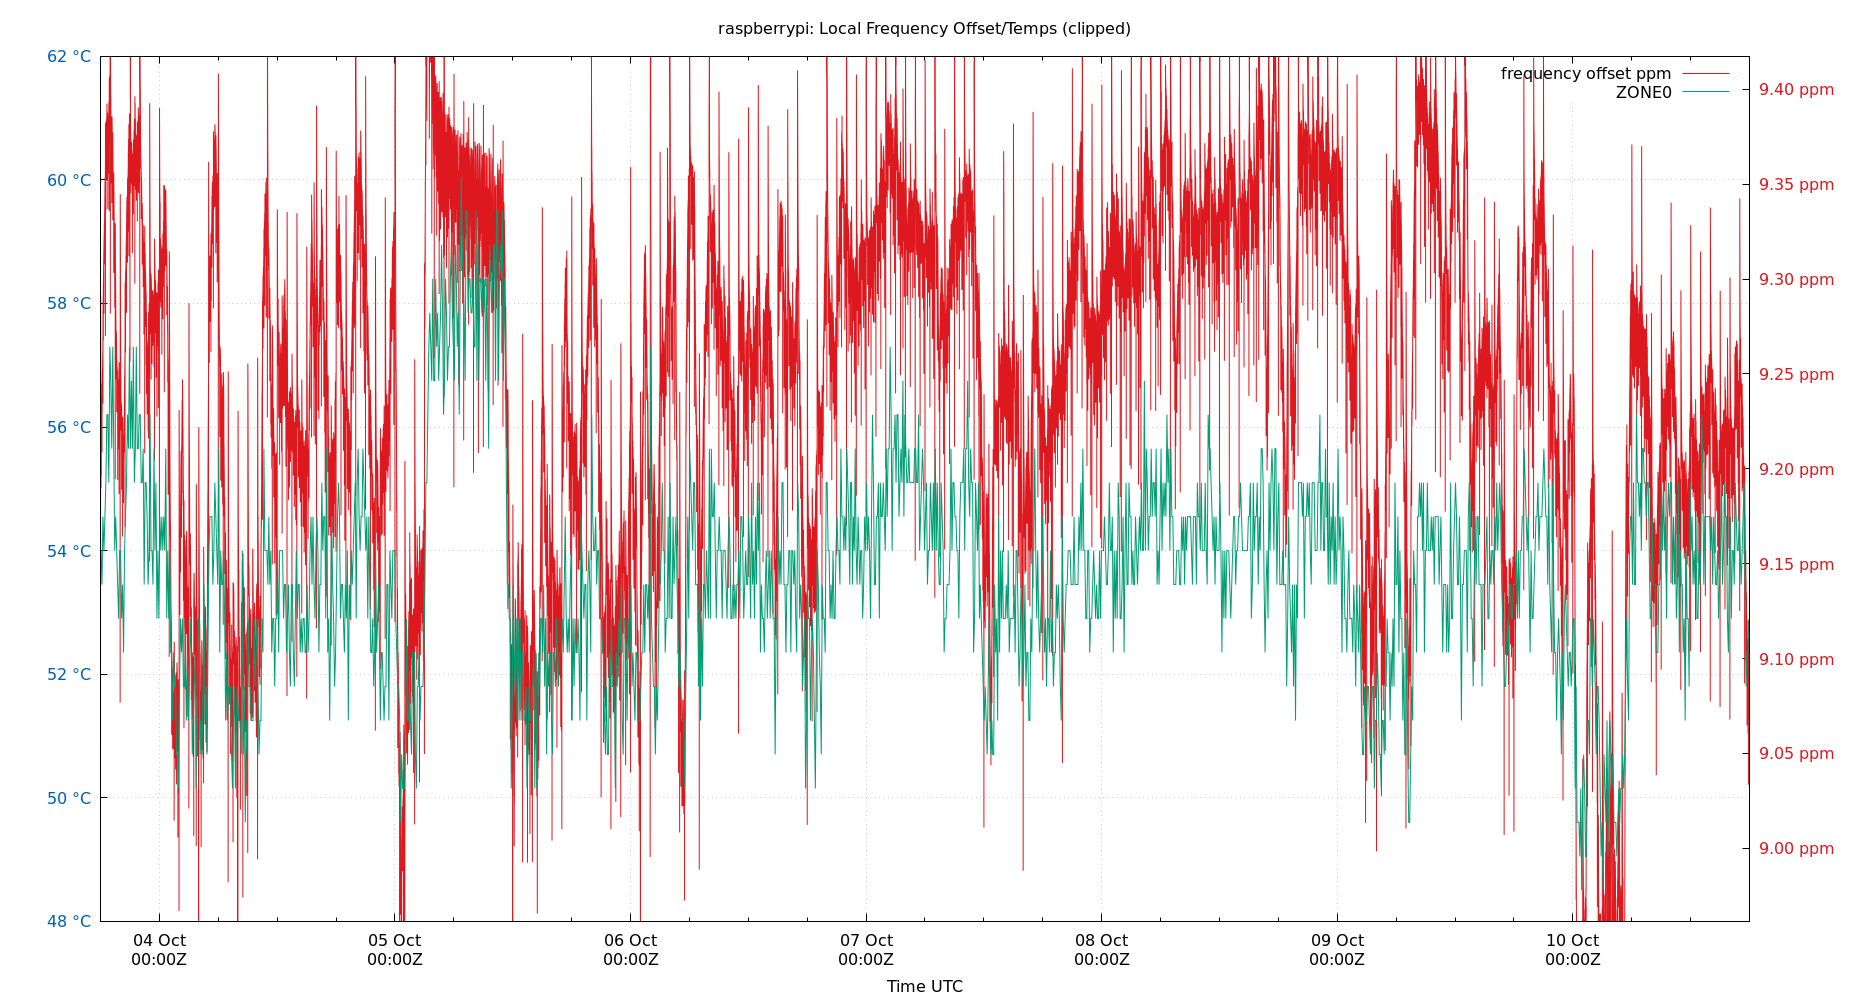 raspberrypi: Local Frequency Offset/Temps (clipped)
frequency offset ppm
ZONE0
62 °C
60 °C
58 °C
56 °C
54 °C
52 °C
50 °C
48 °C
9.40 ppm
9.35 ppm
9.30 ppm
9.25 ppm
9.20 ppm
9.15 ppm
9.10 ppm
9.05 ppm
9.00 ppm
04 Oct
00:00Z
05 Oct
00:00Z
06 Oct
00:00Z
07 Oct
00:00Z
08 Oct
00:00Z
09 Oct
00:00Z
10 Oct
00:00Z
Time UTC